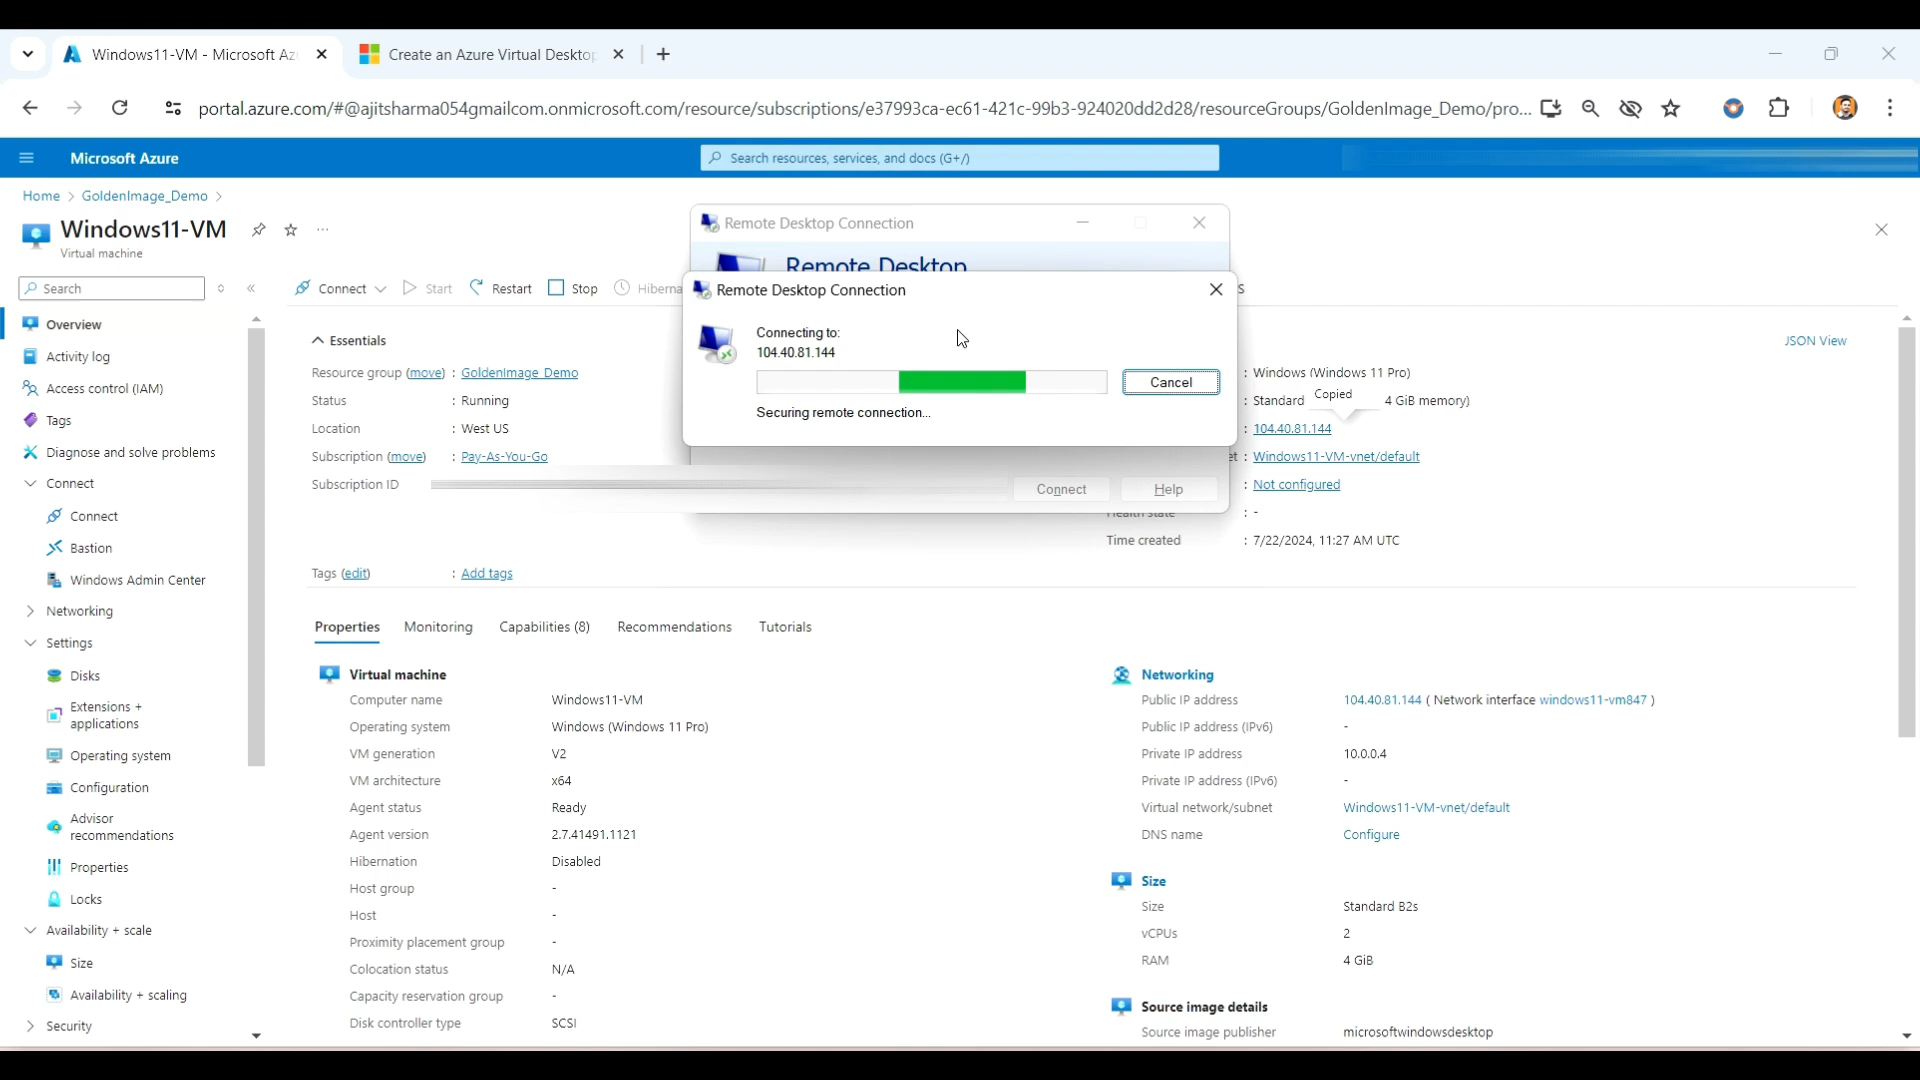 Windows11-VM - Microsoft Az
Create an Azure Virtual Desktop
portal.azure.com/#@ajitsharma054gmailcom.onmicrosoft.com/resource/subscriptions/e37993ca-ec61-421c-99b3-924020dd2d28/resourceGroups/GoldenImage_Demo/pro...
Microsoft Azure
Search resources, services, and docs (G+/)
Home > GoldenImage_Demo >
Windows11-VM
Virtual machine
Search
Connect
Start
Restart
Stop
Hiberna
Overview
Activity log
Access control (IAM)
Tags
Diagnose and solve problems
Connect
Connect
Bastion
Windows Admin Center
Networking
Settings
Disks
Extensions +
applications
Operating system
Configuration
Advisor
recommendations
Properties
Locks
Availability + scale
Size
Availability + scaling
Security
Essentials
JSON View
Resource group (move) : GoldenImage_Demo
Status : Running
Location : West US
Subscription (move) : Pay-As-You-Go
Subscription ID
Tags (edit) : Add tags
Remote Desktop Connection
Remote Desktop
Remote Desktop Connection
Connecting to:
104.40.81.144
Cancel
Securing remote connection...
Connect
Help
: Windows (Windows 11 Pro)
: Standard
Copied
4 GiB memory)
: 104.40.81.144
et : Windows11-VM-vnet/default
: Not configured
Health state : -
Time created : 7/22/2024, 11:27 AM UTC
Properties
Monitoring
Capabilities (8)
Recommendations
Tutorials
Virtual machine
Computer name Windows11-VM
Operating system Windows (Windows 11 Pro)
VM generation V2
VM architecture x64
Agent status Ready
Agent version 2.7.41491.1121
Hibernation Disabled
Host group -
Host -
Proximity placement group -
Colocation status N/A
Capacity reservation group -
Disk controller type SCSI
Networking
Public IP address 104.40.81.144 ( Network interface windows11-vm847 )
Public IP address (IPv6) -
Private IP address 10.0.0.4
Private IP address (IPv6) -
Virtual network/subnet Windows11-VM-vnet/default
DNS name Configure
Size
Size Standard B2s
vCPUs 2
RAM 4 GiB
Source image details
Source image publisher microsoftwindowsdesktop